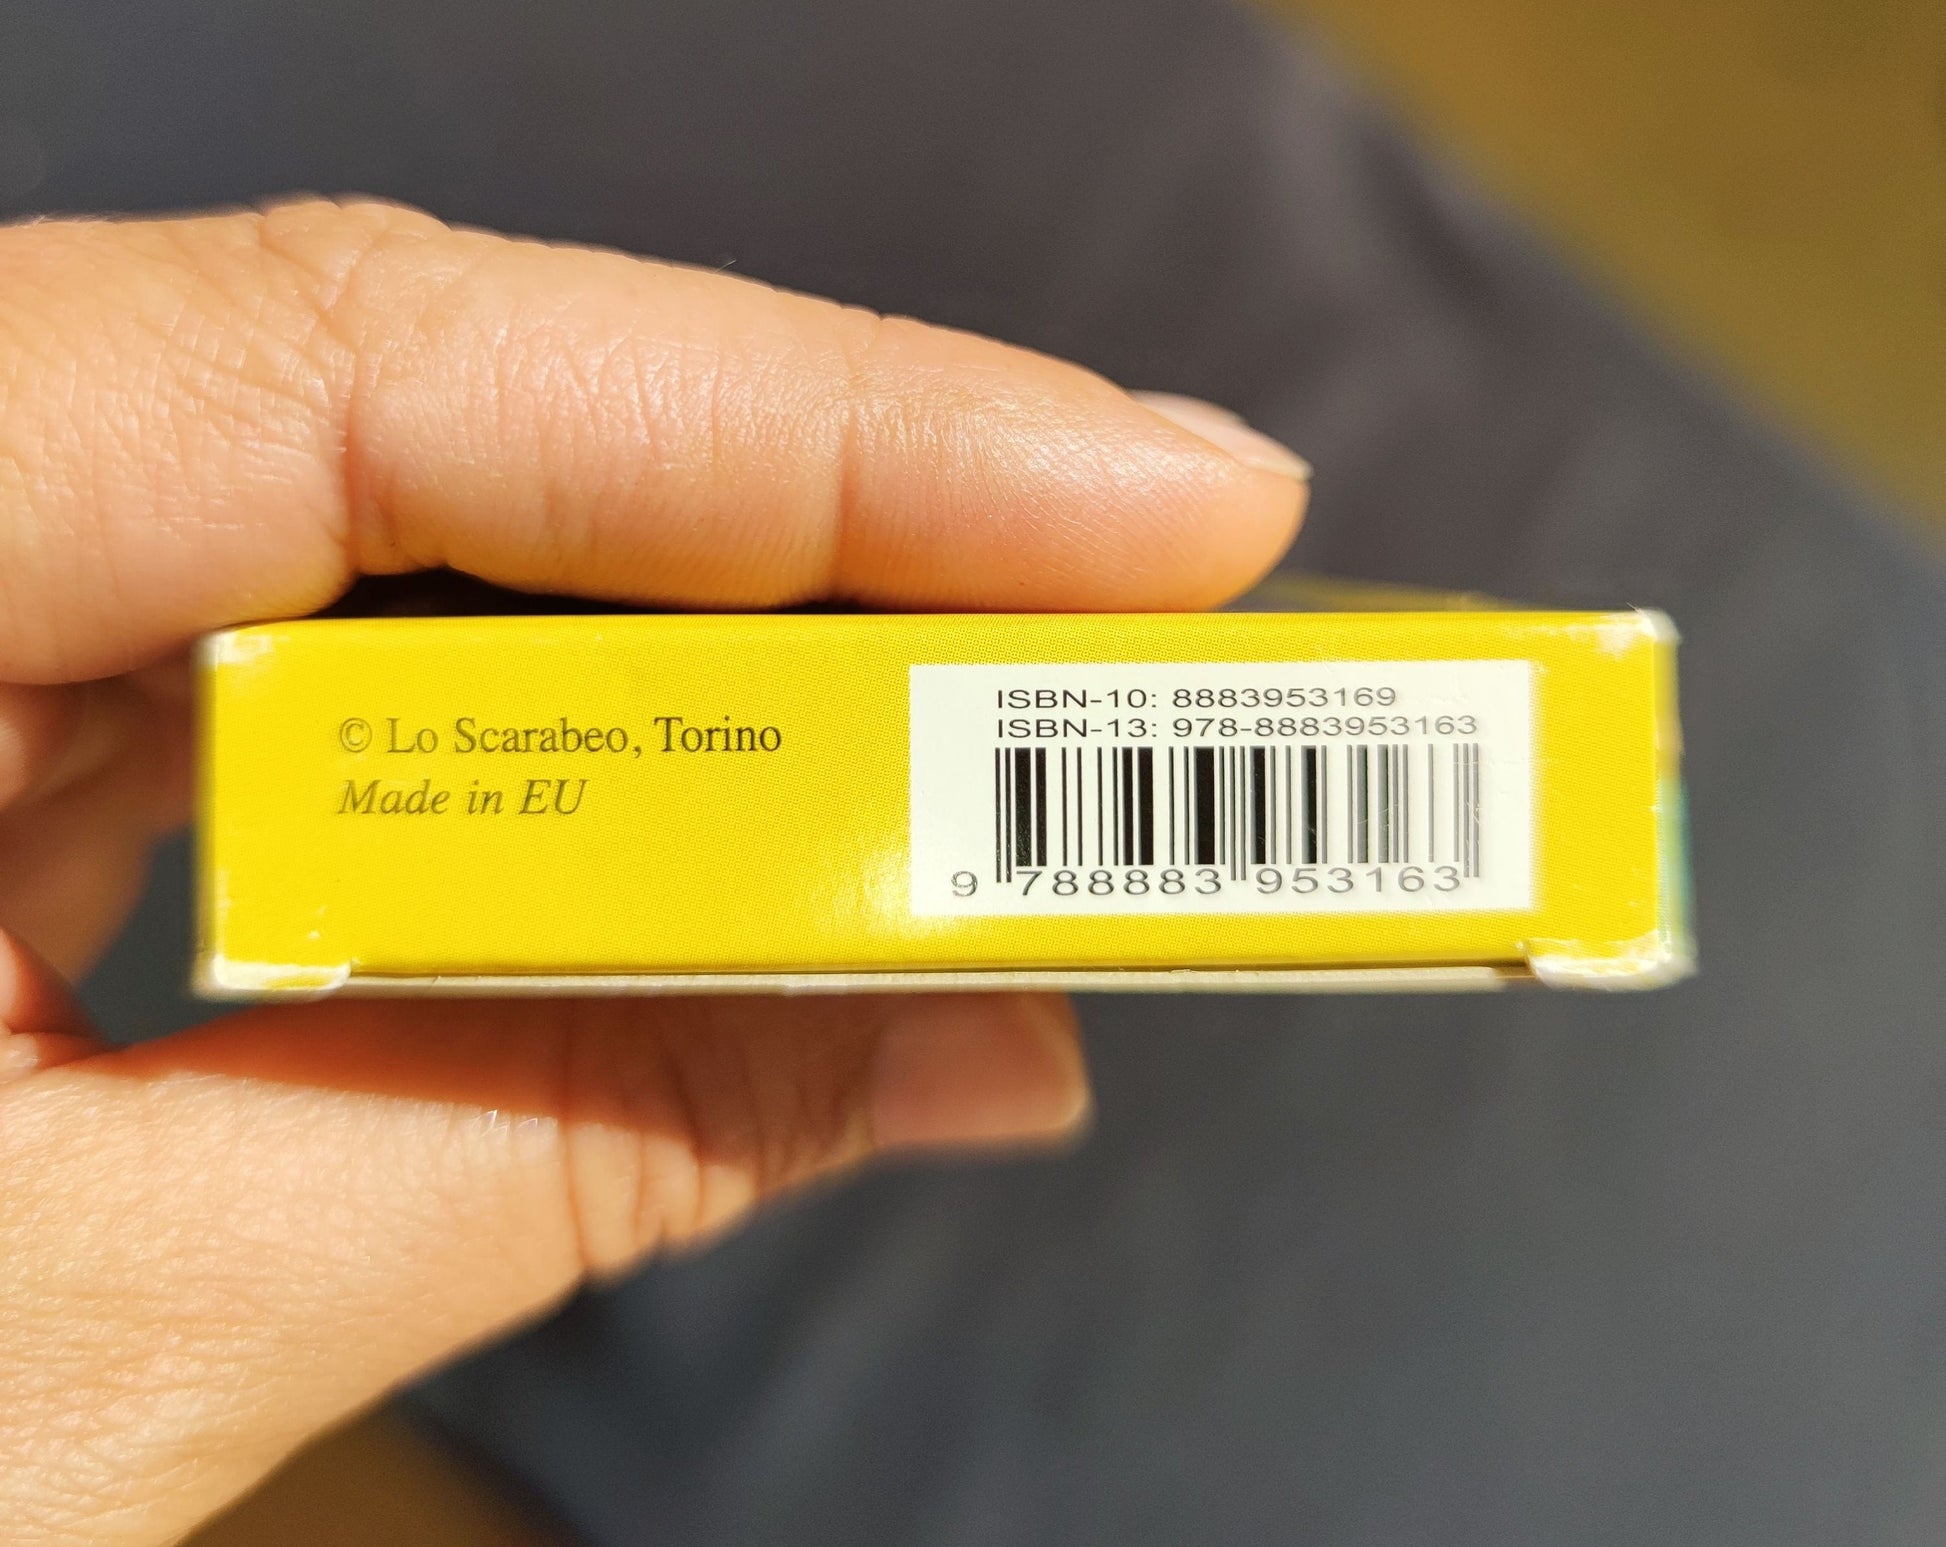 © Lo Scarabeo, Torino
Made in EU
ISBN-10: 8883953169
ISBN-13: 978-8883953163
9 788883 953163